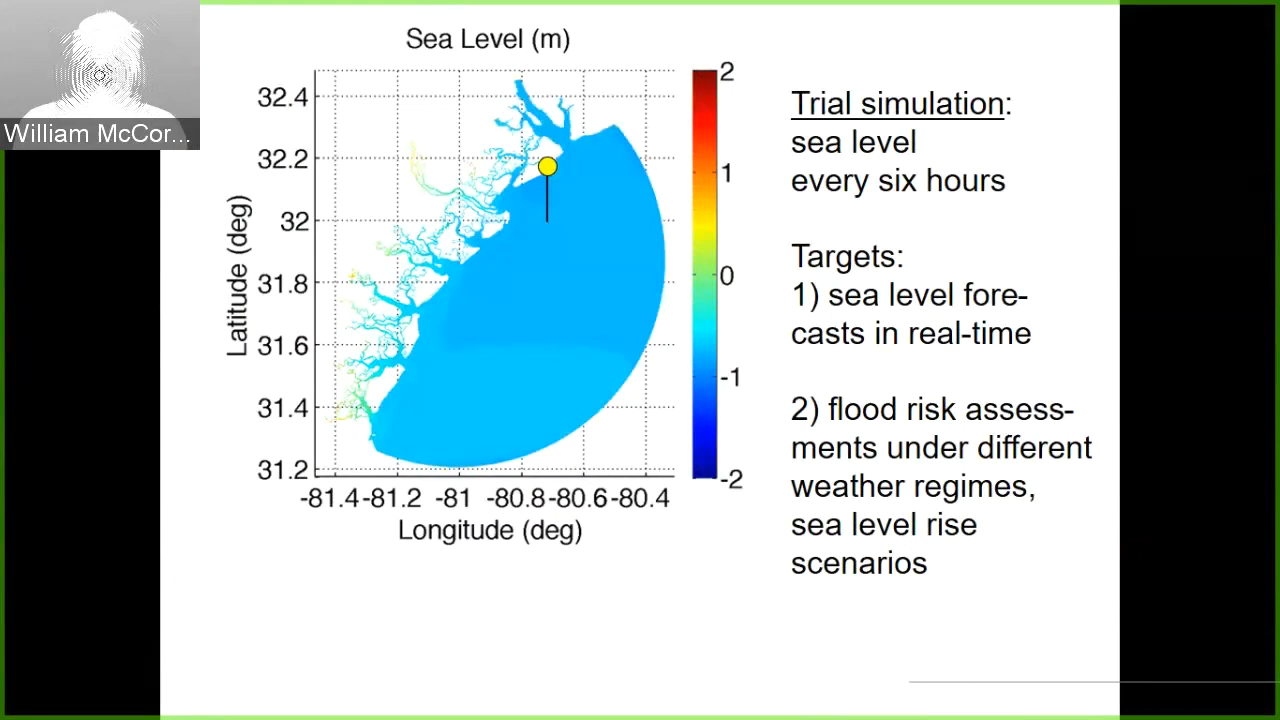 William McCor...
Sea Level (m)
32.4
32.2
32
31.8
31.6
31.4
31.2
Latitude (deg)
-81.4 -81.2 -81 -80.8 -80.6 -80.4
Longitude (deg)
2
1
0
-1
-2
Trial simulation:
sea level
every six hours
Targets:
1) sea level fore-
casts in real-time
2) flood risk assess-
ments under different
weather regimes,
sea level rise
scenarios